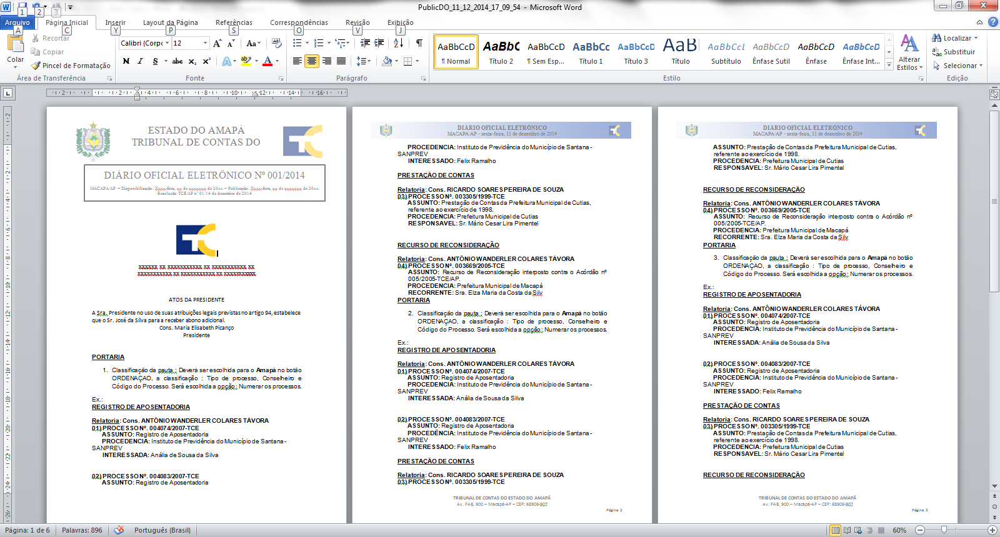 PublicDO_11_12_2014_17_09_54 - Microsoft Word
1 2 3
Arquivo Página Inicial Inserir Layout da Página Referências Correspondências Revisão Exibição
A C Y P S O V J
Colar
Recortar
Copiar
Pincel de Formatação
Área de Transferência
Calibri (Corpo 12
N I S abc x₂ x²
Fonte
Parágrafo
AaBbCcD AaBbC AaBbCcD AaBbCc AaBbCcD AaB AaBbCcL AaBbCcD AaBbCcD AaBbCcD
¶ Normal Título 2 ¶ Sem Esp... Título 1 Título 3 Título Subtítulo Ênfase Sutil Ênfase Ênfase Int...
Estilo
Alterar Estilos
Localizar
Substituir
Selecionar
Edição
ESTADO DO AMAPÁ
TRIBUNAL DE CONTAS DO
DIÁRIO OFICIAL ELETRÔNICO Nº 001/2014
MACAPÁ/AP – Disponibilização: Xxxx-feira, xx de xxxxxxx de 20xx – Publicação: Xxxx-feira, xx de xxxxxxx de 20xx.
Resolução TCE/AP nº 01/14 de dezembro de 2014
TC
xxxxxx xx xxxxxxxxxx xx xxxxxxxxxxx xx
xxxxxxxxxxx xx xxxxxxxxxxx xx xxxxxxxxxx
ATOS DA PRESIDENTE
A Sra. Presidente no uso de suas atribuições legais previstas no artigo 94, estabelece
que o Sr. José da Silva para a receber abono adicional.
Cons. Maria Elisabeth Picanço
Presidente
PORTARIA
1. Classificação da pauta : Deverá ser escolhida para o Amapá no botão
ORDENAÇAO, a classificação : Tipo de processo, Conselheiro e
Código do Processo. Será escolhida a opção: Numerar os processos.
Ex.:
REGISTRO DE APOSENTADORIA
Relatoria: Cons. ANTÔNIO WANDERLER COLARES TÁVORA
01) PROCESSO Nº. 004074/2007-TCE
ASSUNTO: Registro de Aposentadoria
PROCEDENCIA: Instituto de Previdência do Município de Santana -
SANPREV
INTERESSADA: Anália de Sousa da Silva
02) PROCESSO Nº. 004083/2007-TCE
ASSUNTO: Registro de Aposentadoria
DIÁRIO OFICIAL ELETRÔNICO
MACAPÁ/AP - sexta-feira, 11 de dezembro de 2014
PROCEDENCIA: Instituto de Previdência do Município de Santana -
SANPREV
INTERESSADO: Felix Ramalho
PRESTAÇÃO DE CONTAS
Relatoria: Cons. RICARDO SOARES PEREIRA DE SOUZA
03) PROCESSO Nº. 003305/1999-TCE
ASSUNTO: Prestação de Contas da Prefeitura Municipal de Cutias,
referente ao exercício de 1998.
PROCEDENCIA: Prefeitura Municipal de Cutias
RESPONSAVEL: Sr. Mário Cesar Lira Pimentel
RECURSO DE RECONSIDERAÇÃO
Relatoria: Cons. ANTÔNIO WANDERLER COLARES TÁVORA
04) PROCESSO Nº. 003669/2005-TCE
ASSUNTO: Recurso de Reconsideração interposto contra o Acórdão nº
005/2005-TCE/AP.
PROCEDENCIA: Prefeitura Municipal de Macapá
RECORRENTE: Sra. Elza Maria da Costa da Silv
PORTARIA
2. Classificação da pauta : Deverá ser escolhida para o Amapá no botão
ORDENAÇAO, a classificação : Tipo de processo, Conselheiro e
Código do Processo. Será escolhida a opção: Numerar os processos.
Ex.:
REGISTRO DE APOSENTADORIA
Relatoria: Cons. ANTÔNIO WANDERLER COLARES TÁVORA
01) PROCESSO Nº. 004074/2007-TCE
ASSUNTO: Registro de Aposentadoria
PROCEDENCIA: Instituto de Previdência do Município de Santana -
SANPREV
INTERESSADA: Anália de Sousa da Silva
02) PROCESSO Nº. 004083/2007-TCE
ASSUNTO: Registro de Aposentadoria
PROCEDÊNCIA: Instituto de Previdência do Município de Santana -
SANPREV
INTERESSADO: Felix Ramalho
PRESTAÇÃO DE CONTAS
Relatoria: Cons. RICARDO SOARES PEREIRA DE SOUZA
03) PROCESSO Nº. 003305/1999-TCE
TRIBUNAL DE CONTAS DO ESTADO DO AMAPÁ
Av. FAB, 900 – Macapá-AP – CEP: 68906-907
Página 2
DIÁRIO OFICIAL ELETRÔNICO
MACAPÁ/AP - sexta-feira, 11 de dezembro de 2014
ASSUNTO: Prestação de Contas da Prefeitura Municipal de Cutias,
referente ao exercício de 1998.
PROCEDENCIA: Prefeitura Municipal de Cutias
RESPONSAVEL: Sr. Mário Cesar Lira Pimentel
RECURSO DE RECONSIDERAÇÃO
Relatoria: Cons. ANTÔNIO WANDERLER COLARES TÁVORA
04) PROCESSO Nº. 003669/2005-TCE
ASSUNTO: Recurso de Reconsideração interposto contra o Acórdão nº
005/2005-TCE/AP.
PROCEDENCIA: Prefeitura Municipal de Macapá
RECORRENTE: Sra. Elza Maria da Costa da Silv
PORTARIA
3. Classificação da pauta : Deverá ser escolhida para o Amapá no botão
ORDENAÇAO, a classificação : Tipo de processo, Conselheiro e
Código do Processo. Será escolhida a opção: Numerar os processos.
Ex.:
REGISTRO DE APOSENTADORIA
Relatoria: Cons. ANTÔNIO WANDERLER COLARES TÁVORA
01) PROCESSO Nº. 004074/2007-TCE
ASSUNTO: Registro de Aposentadoria
PROCEDENCIA: Instituto de Previdência do Município de Santana -
SANPREV
INTERESSADA: Anália de Sousa da Silva
02) PROCESSO Nº. 004083/2007-TCE
ASSUNTO: Registro de Aposentadoria
PROCEDENCIA: Instituto de Previdência do Município de Santana -
SANPREV
INTERESSADO: Felix Ramalho
PRESTAÇÃO DE CONTAS
Relatoria: Cons. RICARDO SOARES PEREIRA DE SOUZA
03) PROCESSO Nº. 003305/1999-TCE
ASSUNTO: Prestação de Contas da Prefeitura Municipal de Cutias,
referente ao exercício de 1998.
PROCEDENCIA: Prefeitura Municipal de Cutias
RESPONSAVEL: Sr. Mário Cesar Lira Pimentel
RECURSO DE RECONSIDERAÇÃO
TRIBUNAL DE CONTAS DO ESTADO DO AMAPÁ
Av. FAB, 900 – Macapá-AP – CEP: 68906-907
Página 3
Página: 1 de 6 Palavras: 896 Português (Brasil) 60%